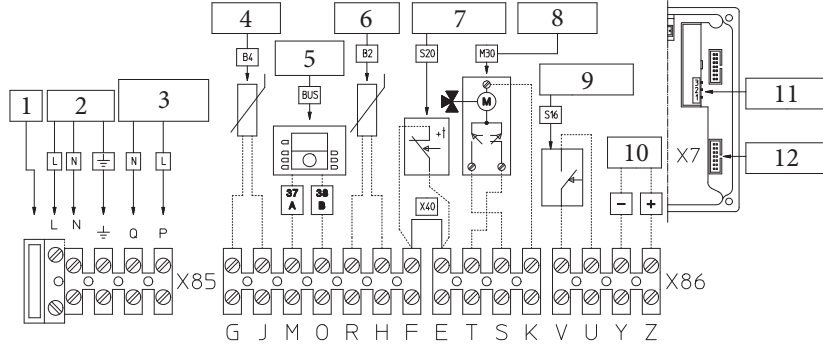 4 6 7 8
5 B4 B2 S20 M30
1 2 3 9 11
BUS M 3 2 1
L N N L S16 X7
+t 10 12
37 A 38 B X40 − +
L N Q P
X85 X86
G J M O R H F E T S K V U Y Z